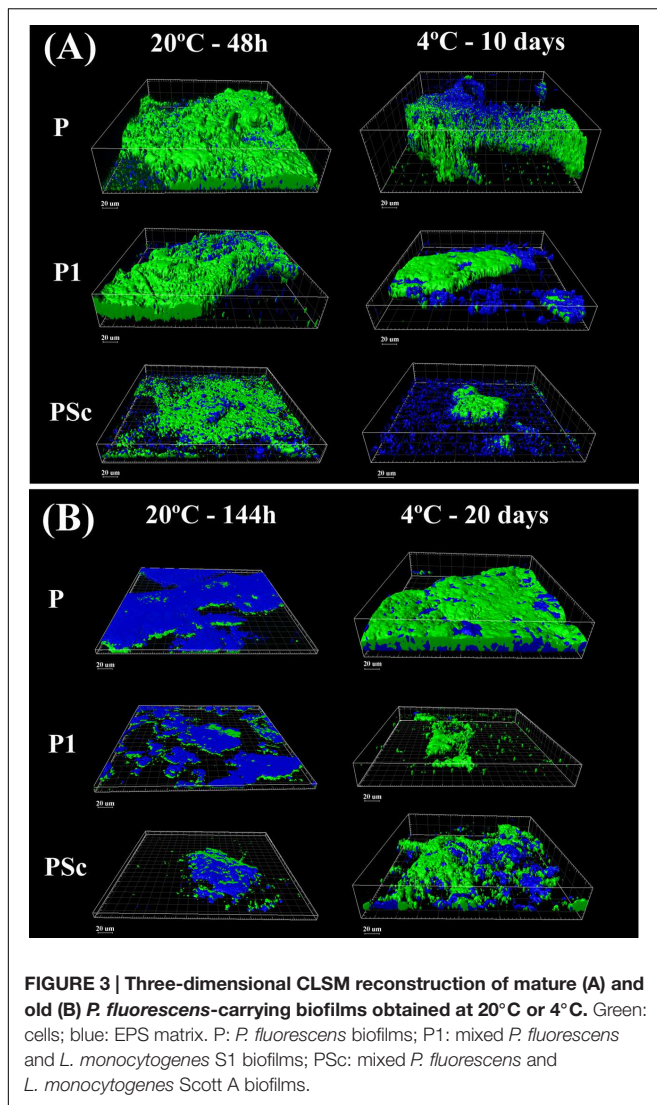 (A) 20ºC - 48h 4ºC - 10 days
P
20 um 20 um
P1
20 um 20 um
PSc
20 um 20 um
(B) 20ºC - 144h 4ºC - 20 days
P
20 um 20 um
P1
20 um 20 um
PSc
20 um 20 um
FIGURE 3 | Three-dimensional CLSM reconstruction of mature (A) and
old (B) P. fluorescens-carrying biofilms obtained at 20°C or 4°C. Green:
cells; blue: EPS matrix. P: P. fluorescens biofilms; P1: mixed P. fluorescens
and L. monocytogenes S1 biofilms; PSc: mixed P. fluorescens and
L. monocytogenes Scott A biofilms.